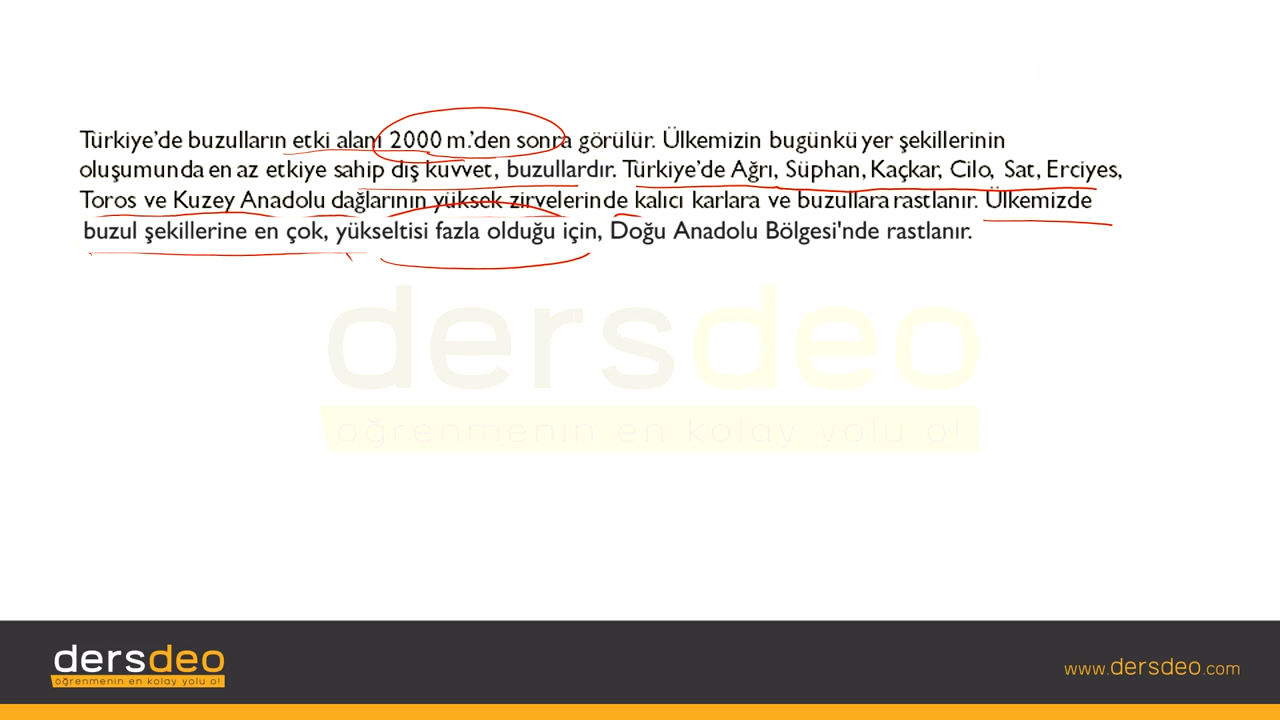 Türkiye'de buzulların etki alanı 2000 m.'den sonra görülür. Ülkemizin bugünkü yer şekillerinin
oluşumunda en az etkiye sahip dış kuvvet, buzullardır. Türkiye'de Ağrı, Süphan, Kaçkar, Cilo, Sat, Erciyes,
Toros ve Kuzey Anadolu dağlarının yüksek zirvelerinde kalıcı karlara ve buzullara rastlanır. Ülkemizde
buzul şekillerine en çok, yükseltisi fazla olduğu için, Doğu Anadolu Bölgesi'nde rastlanır.
dersdeo
öğrenmenin en kolay yolu o!
dersdeo
öğrenmenin en kolay yolu o!
www.dersdeo.com